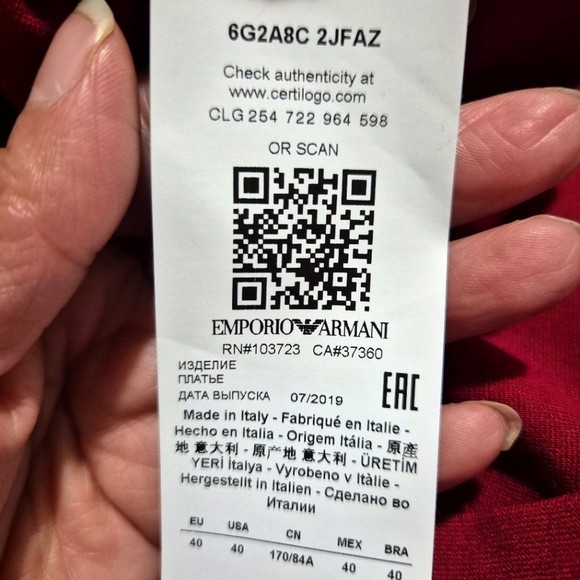 6G2A8C 2JFAZ
Check authenticity at
www.certilogo.com
CLG 254 722 964 598
OR SCAN
EMPORIO ARMANI
RN#103723 CA#37360
ИЗДЕЛИЕ
ПЛАТЬЕ
ДАТА ВЫПУСКА 07/2019
EAC
Made in Italy - Fabriqué en Italie -
Hecho en Italia - Origem Itália - 原產
地 意大利 - 原产地 意大利 - ÜRETİM
YERİ İtalya - Vyrobeno v Itàlie -
Hergestellt in Italien - Сделано во
Италии
EU USA CN MEX BRA
40 40 170/84A 40 40